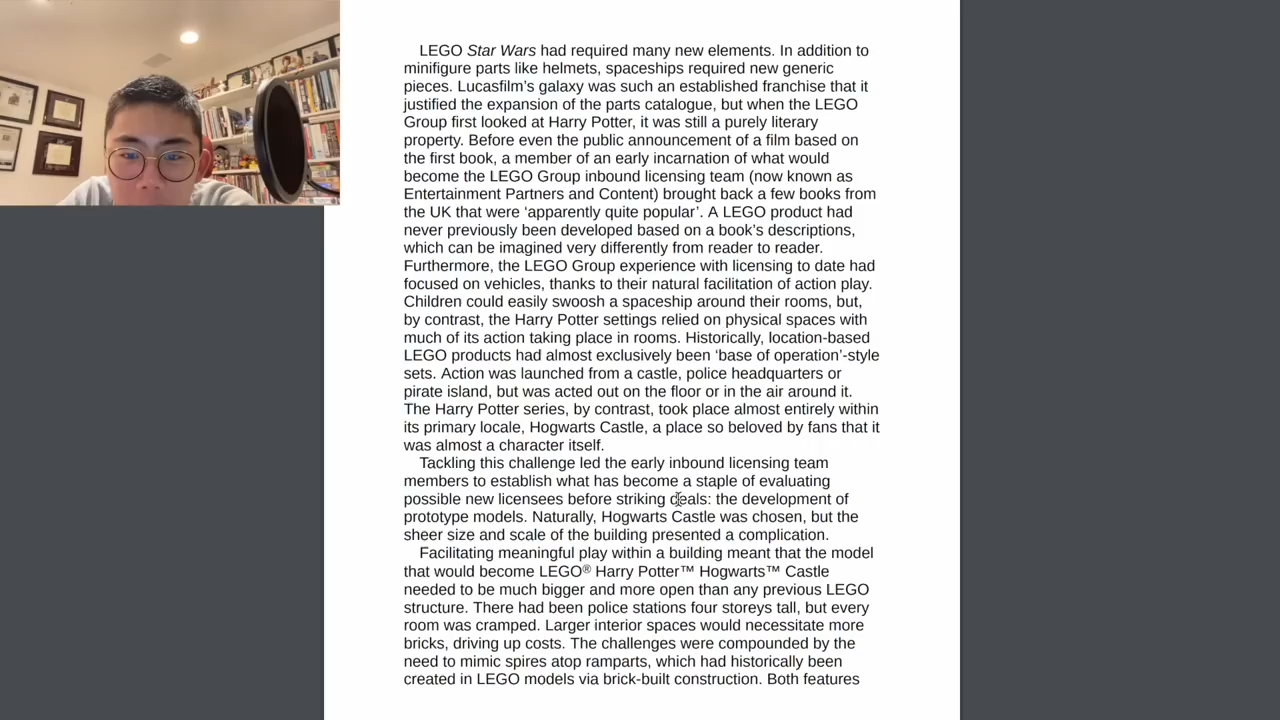 LEGO Star Wars had required many new elements. In addition to
minifigure parts like helmets, spaceships required new generic
pieces. Lucasfilm’s galaxy was such an established franchise that it
justified the expansion of the parts catalogue, but when the LEGO
Group first looked at Harry Potter, it was still a purely literary
property. Before even the public announcement of a film based on
the first book, a member of an early incarnation of what would
become the LEGO Group inbound licensing team (now known as
Entertainment Partners and Content) brought back a few books from
the UK that were ‘apparently quite popular’. A LEGO product had
never previously been developed based on a book’s descriptions,
which can be imagined very differently from reader to reader.
Furthermore, the LEGO Group experience with licensing to date had
focused on vehicles, thanks to their natural facilitation of action play.
Children could easily swoosh a spaceship around their rooms, but,
by contrast, the Harry Potter settings relied on physical spaces with
much of its action taking place in rooms. Historically, location-based
LEGO products had almost exclusively been ‘base of operation’-style
sets. Action was launched from a castle, police headquarters or
pirate island, but was acted out on the floor or in the air around it.
The Harry Potter series, by contrast, took place almost entirely within
its primary locale, Hogwarts Castle, a place so beloved by fans that it
was almost a character itself.
Tackling this challenge led the early inbound licensing team
members to establish what has become a staple of evaluating
possible new licensees before striking deals: the development of
prototype models. Naturally, Hogwarts Castle was chosen, but the
sheer size and scale of the building presented a complication.
Facilitating meaningful play within a building meant that the model
that would become LEGO® Harry Potter™ Hogwarts™ Castle
needed to be much bigger and more open than any previous LEGO
structure. There had been police stations four storeys tall, but every
room was cramped. Larger interior spaces would necessitate more
bricks, driving up costs. The challenges were compounded by the
need to mimic spires atop ramparts, which had historically been
created in LEGO models via brick-built construction. Both features